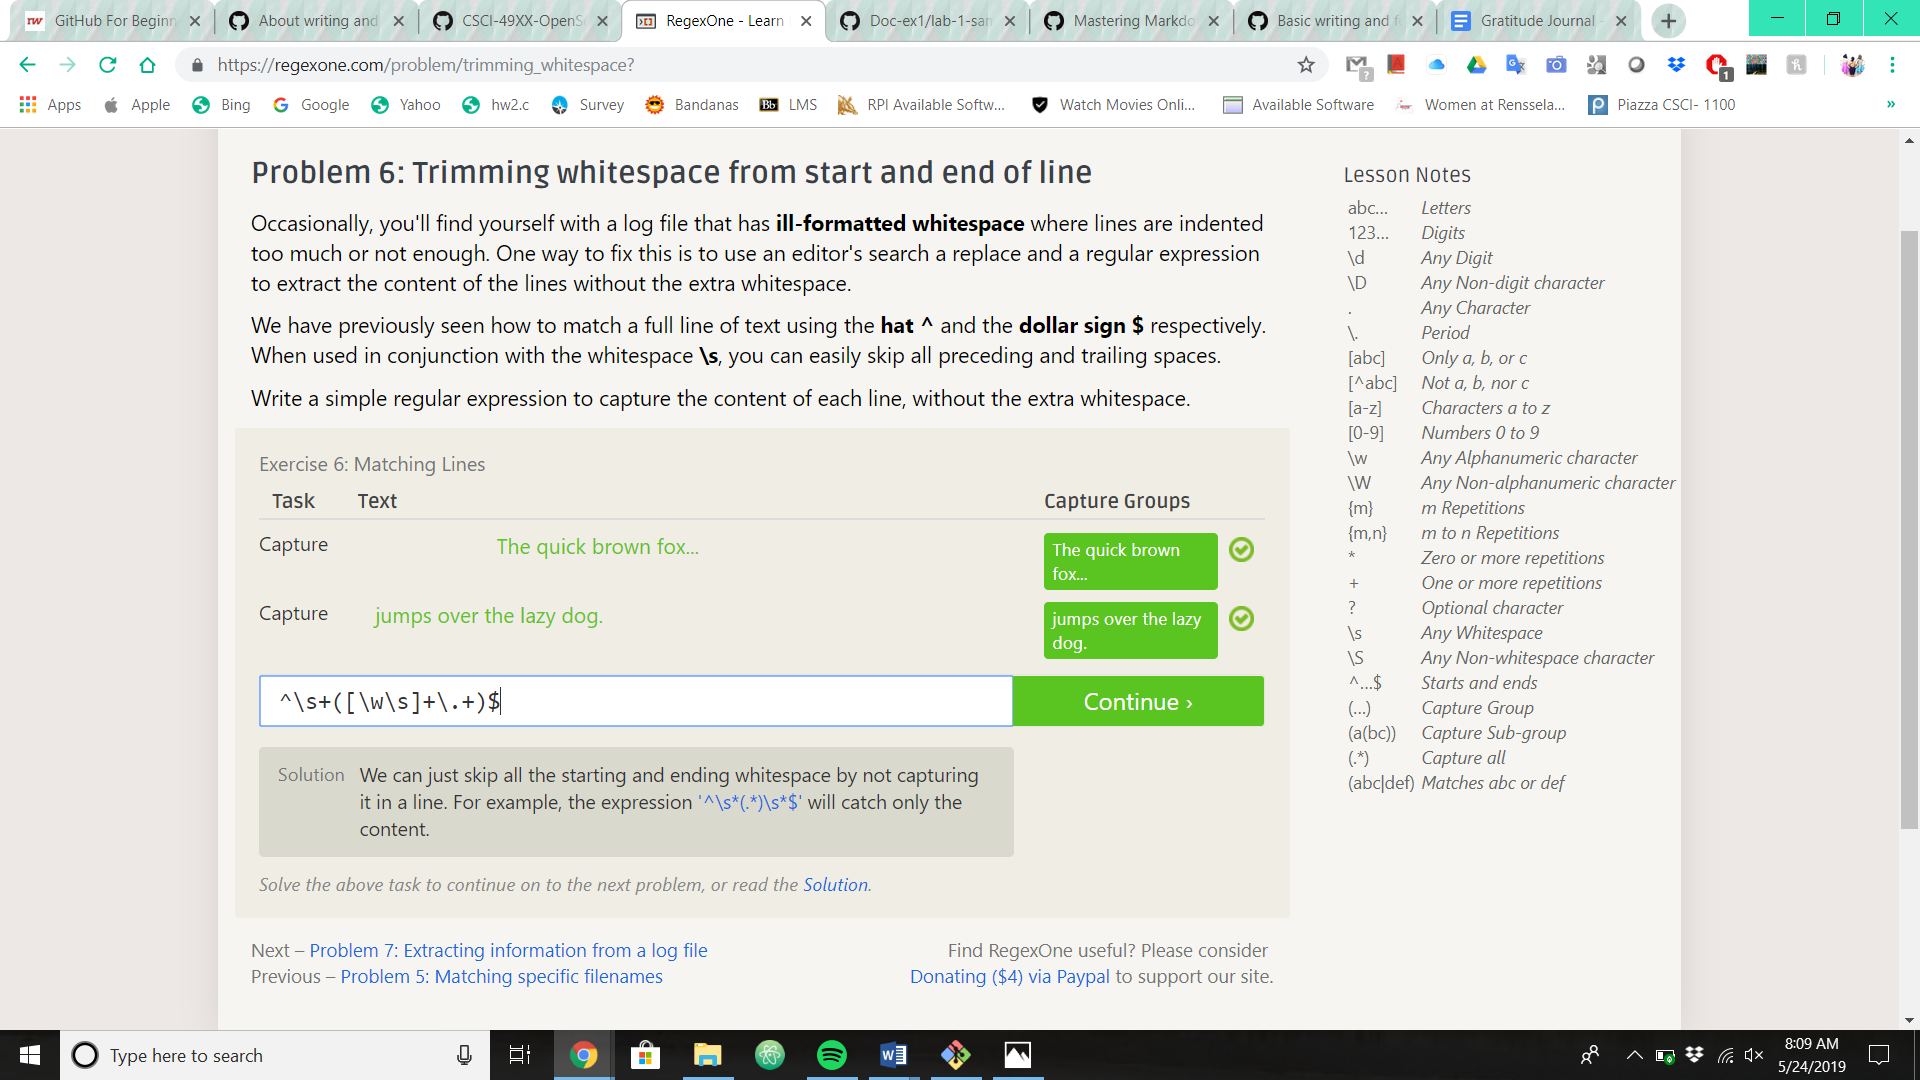 GitHub For Beginn
About writing and
CSCI-49XX-OpenS
RegexOne - Learn
Doc-ex1/lab-1-sam
Mastering Markdo
Basic writing and f
Gratitude Journal -
https://regexone.com/problem/trimming_whitespace?
Apps Apple Bing Google Yahoo hw2.c Survey Bandanas Bb LMS RPI Available Softw... Watch Movies Onli... Available Software Women at Renssela... Piazza CSCI- 1100 »
Problem 6: Trimming whitespace from start and end of line
Occasionally, you'll find yourself with a log file that has ill-formatted whitespace where lines are indented
too much or not enough. One way to fix this is to use an editor's search a replace and a regular expression
to extract the content of the lines without the extra whitespace.
We have previously seen how to match a full line of text using the hat ^ and the dollar sign $ respectively.
When used in conjunction with the whitespace \s, you can easily skip all preceding and trailing spaces.
Write a simple regular expression to capture the content of each line, without the extra whitespace.
Exercise 6: Matching Lines
Task Text Capture Groups
Capture The quick brown fox... The quick brown
fox...
Capture jumps over the lazy dog. jumps over the lazy
dog.
^\s+([\w\s]+\.+)$
Continue ›
Solution We can just skip all the starting and ending whitespace by not capturing
it in a line. For example, the expression '^\s*(.*)\s*$' will catch only the
content.
Solve the above task to continue on to the next problem, or read the Solution.
Next – Problem 7: Extracting information from a log file
Previous – Problem 5: Matching specific filenames
Find RegexOne useful? Please consider
Donating ($4) via Paypal to support our site.
Lesson Notes
abc... Letters
123... Digits
\d Any Digit
\D Any Non-digit character
. Any Character
\. Period
[abc] Only a, b, or c
[^abc] Not a, b, nor c
[a-z] Characters a to z
[0-9] Numbers 0 to 9
\w Any Alphanumeric character
\W Any Non-alphanumeric character
{m} m Repetitions
{m,n} m to n Repetitions
* Zero or more repetitions
+ One or more repetitions
? Optional character
\s Any Whitespace
\S Any Non-whitespace character
^...$ Starts and ends
(...) Capture Group
(a(bc)) Capture Sub-group
(.*) Capture all
(abc|def) Matches abc or def
Type here to search
8:09 AM
5/24/2019